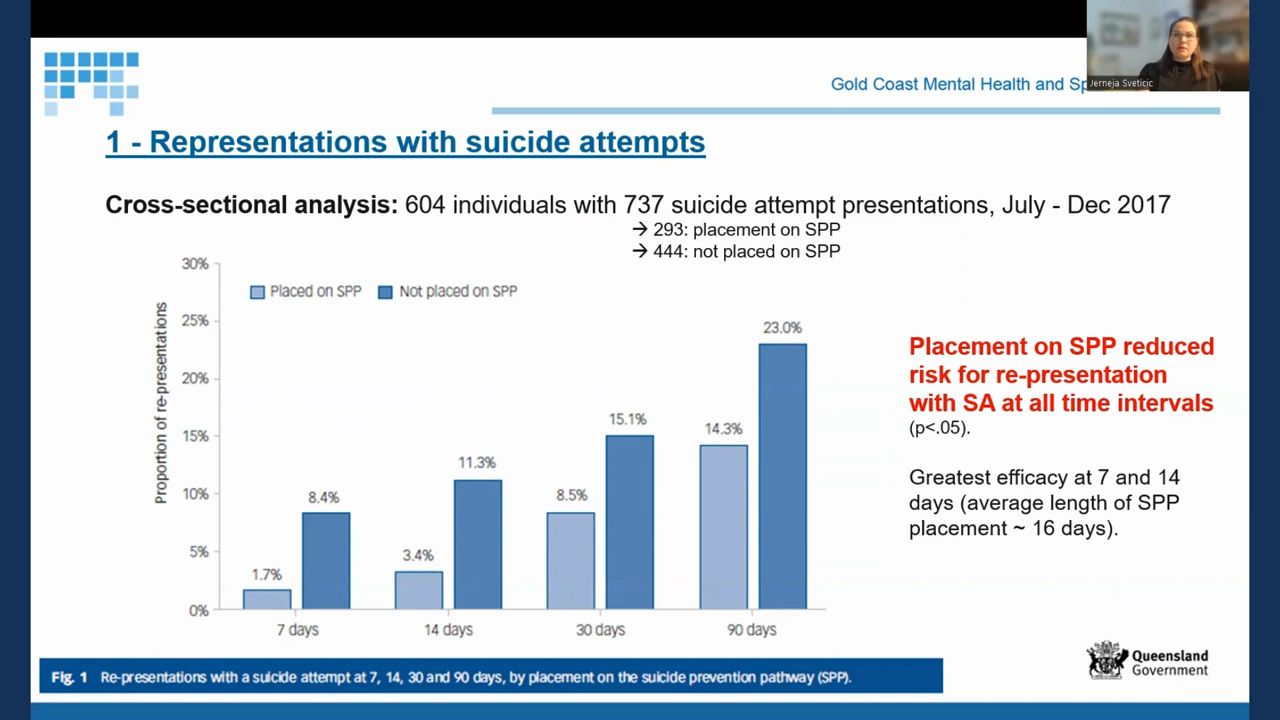 Jerneja Sveticic
Gold Coast Mental Health and
1 - Representations with suicide attempts
Cross-sectional analysis: 604 individuals with 737 suicide attempt presentations, July - Dec 2017
→ 293: placement on SPP
→ 444: not placed on SPP
Proportion of re-presentations
30%
25%
20%
15%
10%
5%
0%
Placed on SPP
Not placed on SPP
1.7%
8.4%
3.4%
11.3%
8.5%
15.1%
14.3%
23.0%
7 days
14 days
30 days
90 days
Placement on SPP reduced
risk for re-presentation
with SA at all time intervals
(p<.05).
Greatest efficacy at 7 and 14
days (average length of SPP
placement ~ 16 days).
Fig. 1 Re-presentations with a suicide attempt at 7, 14, 30 and 90 days, by placement on the suicide prevention pathway (SPP).
Queensland
Government